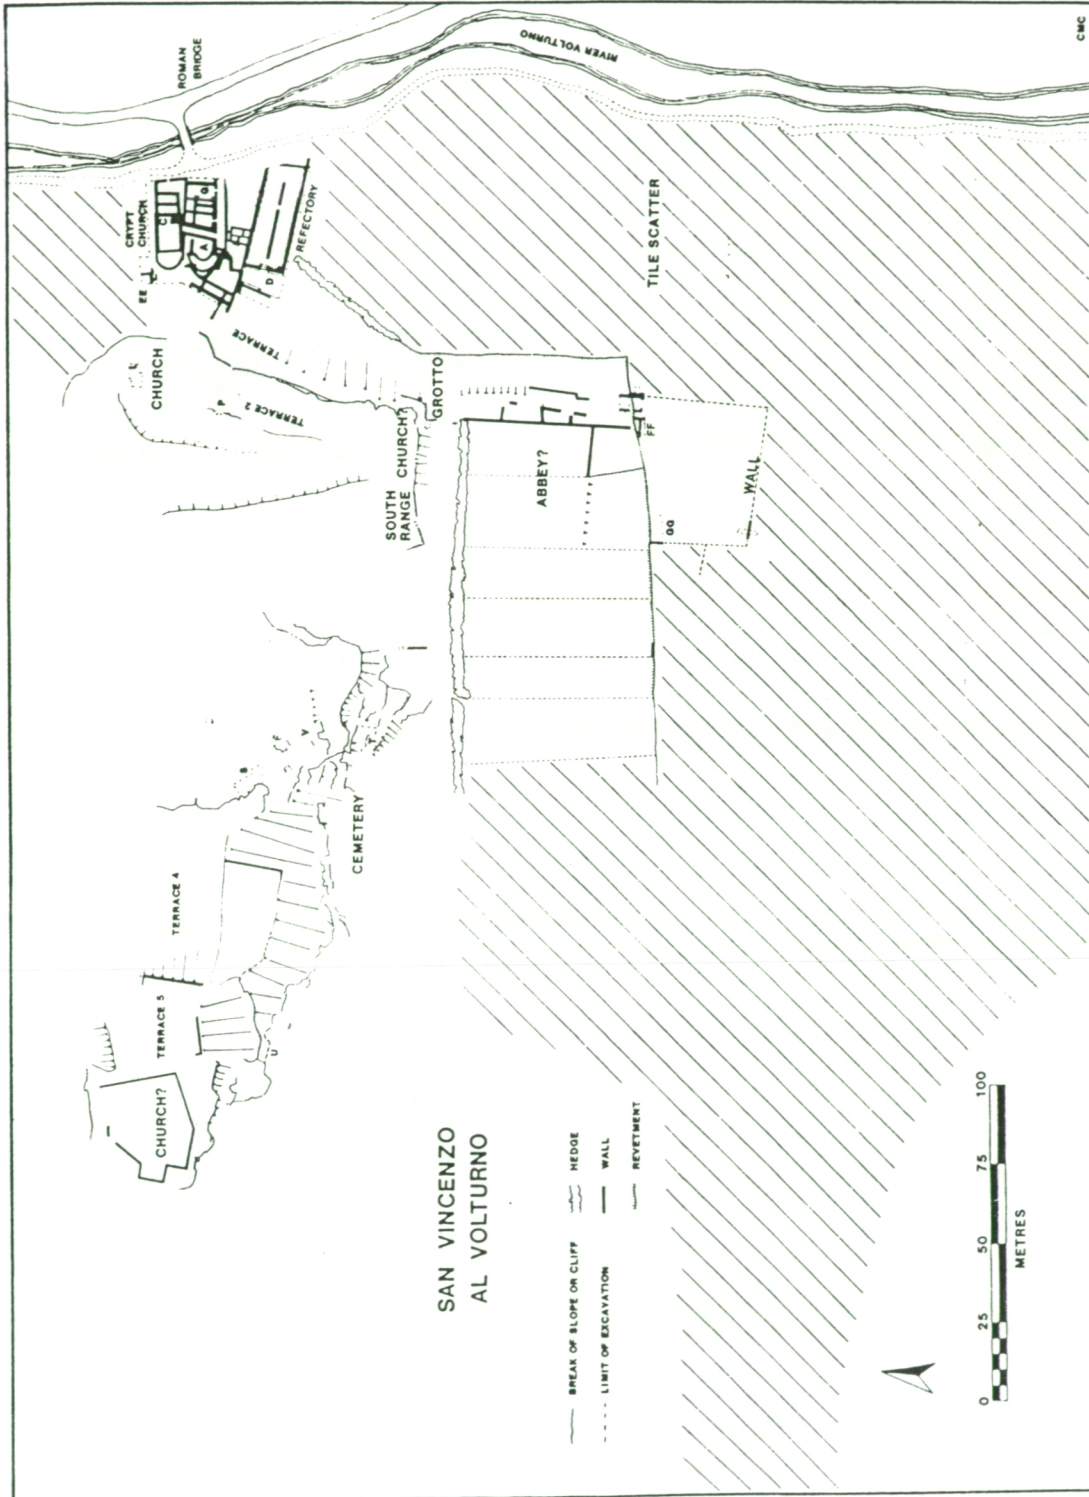 SAN VINCENZO
AL VOLTURNO
BREAK OF SLOPE OR CLIFF
LIMIT OF EXCAVATION
HEDGE
WALL
REVETMENT
0 25 50 75 100
METRES
CHURCH?
TERRACE 5
TERRACE 4
U
CEMETERY
S
F
V
T
SOUTH CHURCH?
RANGE
GROTTO
ABBEY?
FF
GG
WALL
CHURCH
L
P
TERRACE 2
TERRACE
EE
CRYPT
CHURCH
C
G
A
D
REFECTORY
ROMAN
BRIDGE
RIVER VOLTURNO
TILE SCATTER
CMC